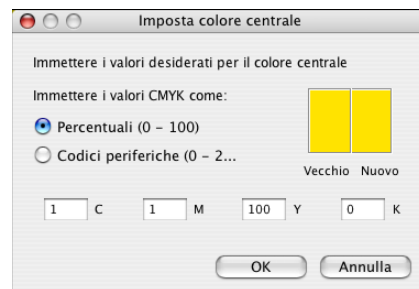 Imposta colore centrale
Immettere i valori desiderati per il colore centrale
Immettere i valori CMYK come:
Percentuali (0 – 100)
Codici periferiche (0 – 2...
Vecchio Nuovo
1 C 1 M 100 Y 0 K
OK Annulla